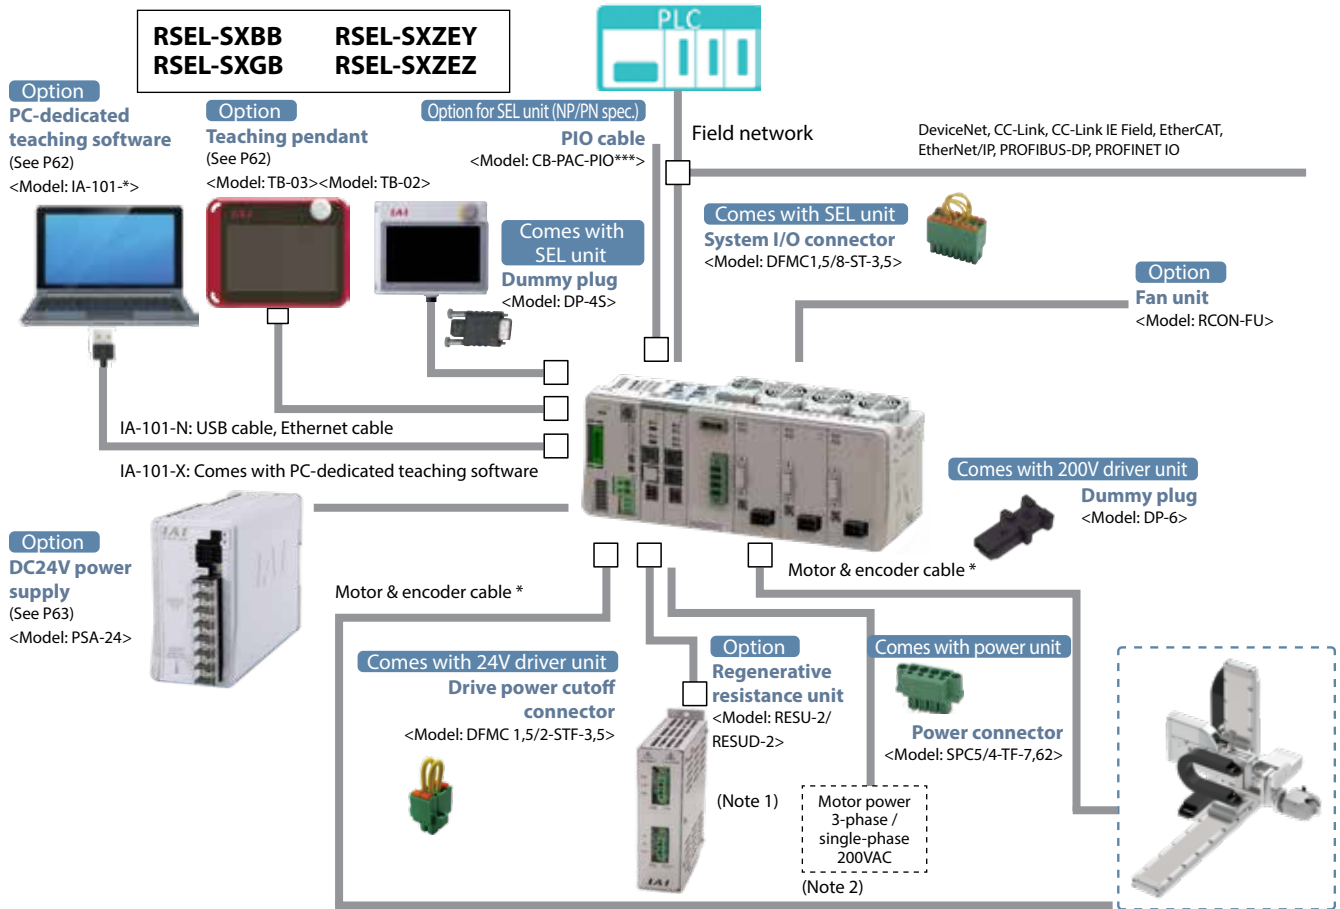 RSEL-SXBB RSEL-SXZEY
RSEL-SXGB RSEL-SXZEZ
PLC
Option
PC-dedicated
teaching software
(See P62)
<Model: IA-101-*>
Option
Teaching pendant
(See P62)
<Model: TB-03><Model: TB-02>
Option for SEL unit (NP/PN spec.)
PIO cable
<Model: CB-PAC-PIO***>
Field network
DeviceNet, CC-Link, CC-Link IE Field, EtherCAT,
EtherNet/IP, PROFIBUS-DP, PROFINET IO
IAI
IAI
Comes with
SEL unit
Dummy plug
<Model: DP-4S>
Comes with SEL unit
System I/O connector
<Model: DFMC1,5/8-ST-3,5>
Option
Fan unit
<Model: RCON-FU>
IA-101-N: USB cable, Ethernet cable
IA-101-X: Comes with PC-dedicated teaching software
Comes with 200V driver unit
Dummy plug
<Model: DP-6>
Option
DC24V power
supply
(See P63)
<Model: PSA-24>
IAI
Motor & encoder cable *
Motor & encoder cable *
Comes with 24V driver unit
Drive power cutoff
connector
<Model: DFMC 1,5/2-STF-3,5>
Option
Regenerative
resistance unit
<Model: RESU-2/
RESUD-2>
(Note 1)
IAI
Comes with power unit
Power connector
<Model: SPC5/4-TF-7,62>
Motor power
3-phase /
single-phase
200VAC
(Note 2)